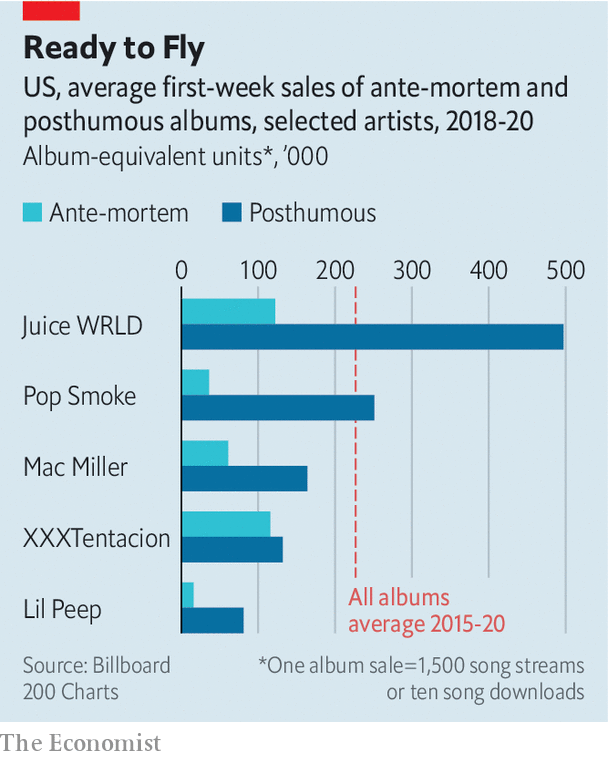 Ready to Fly
US, average first-week sales of ante-mortem and
posthumous albums, selected artists, 2018-20
Album-equivalent units*, ’000
Ante-mortem
Posthumous
0 100 200 300 400 500
Juice WRLD
Pop Smoke
Mac Miller
XXXTentacion
Lil Peep
All albums
average 2015-20
Source: Billboard
200 Charts
*One album sale=1,500 song streams
or ten song downloads
The Economist